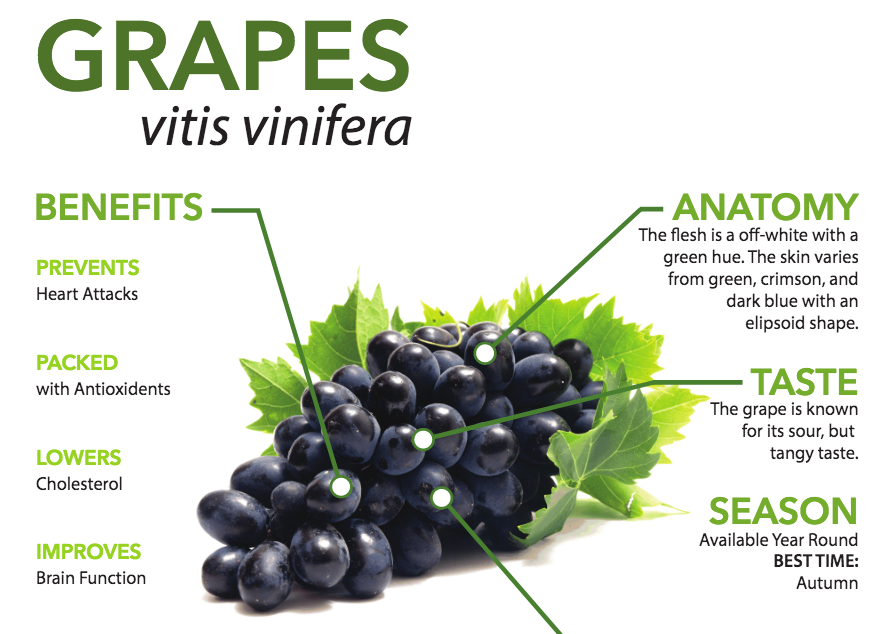 GRAPES
vitis vinifera
BENEFITS
PREVENTS
Heart Attacks
PACKED
with Antioxidents
LOWERS
Cholesterol
IMPROVES
Brain Function
ANATOMY
The flesh is a off-white with a
green hue. The skin varies
from green, crimson, and
dark blue with an
elipsoid shape.
TASTE
The grape is known
for its sour, but
tangy taste.
SEASON
Available Year Round
BEST TIME:
Autumn